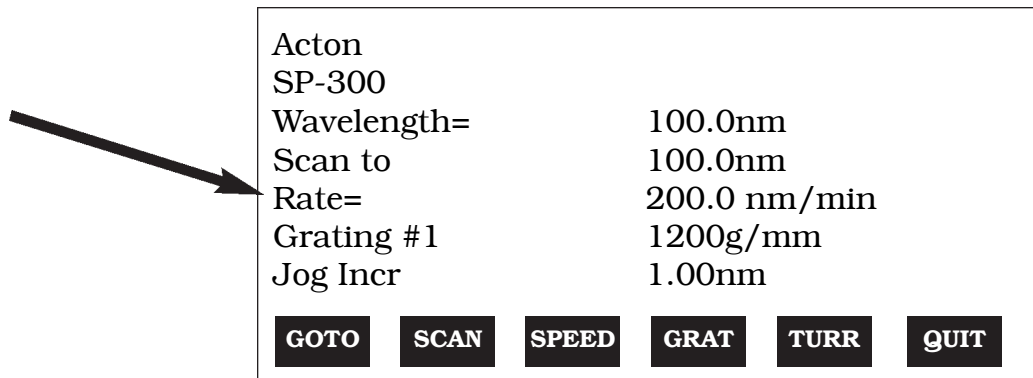 Acton
SP-300
Wavelength= 100.0nm
Scan to 100.0nm
Rate= 200.0 nm/min
Grating #1 1200g/mm
Jog Incr 1.00nm
GOTO SCAN SPEED GRAT TURR QUIT